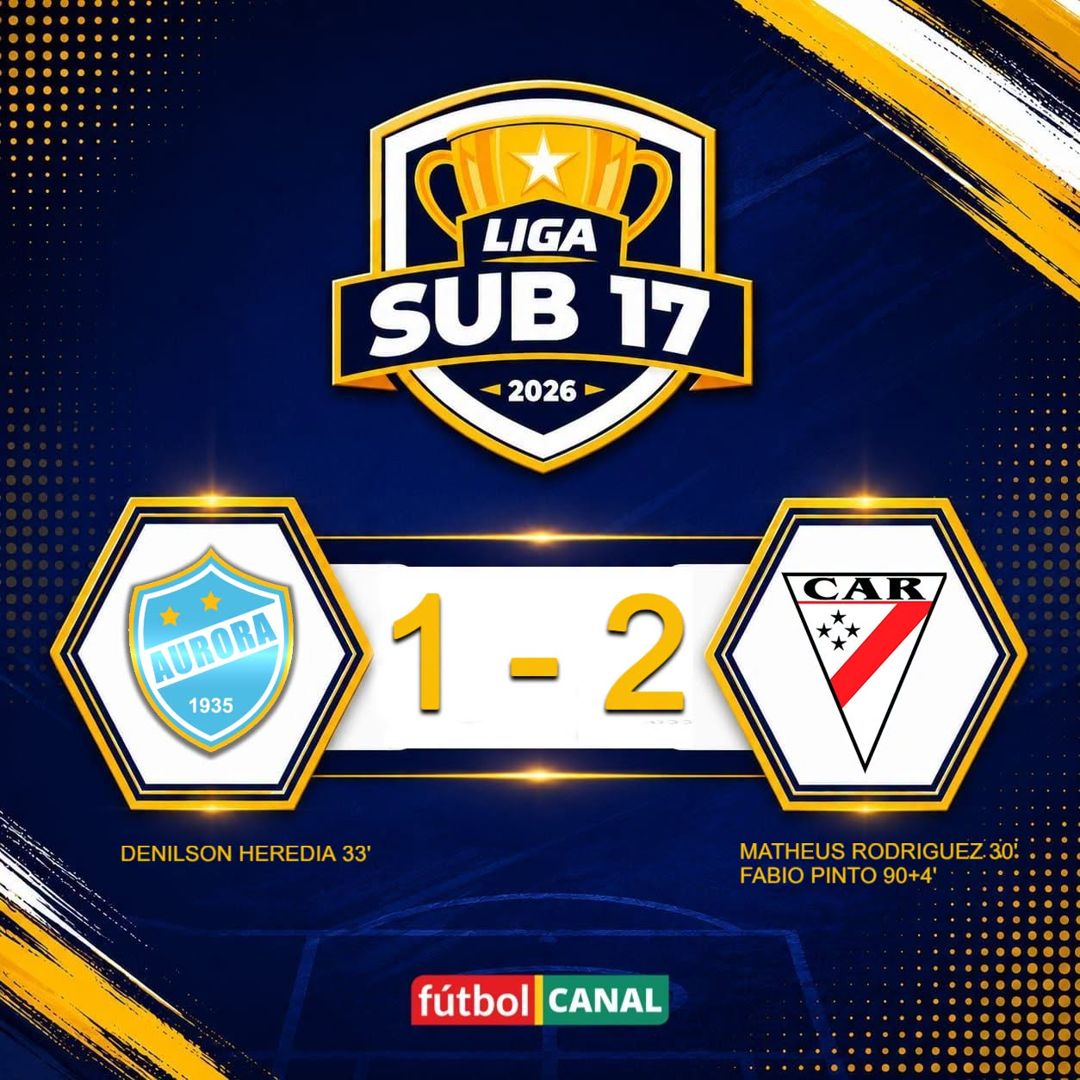 LIGA
SUB 17
2026
AURORA
1935
1 - 2
CAR
DENILSON HEREDIA 33'
MATHEUS RODRIGUEZ 30'
FABIO PINTO 90+4'
fútbol CANAL